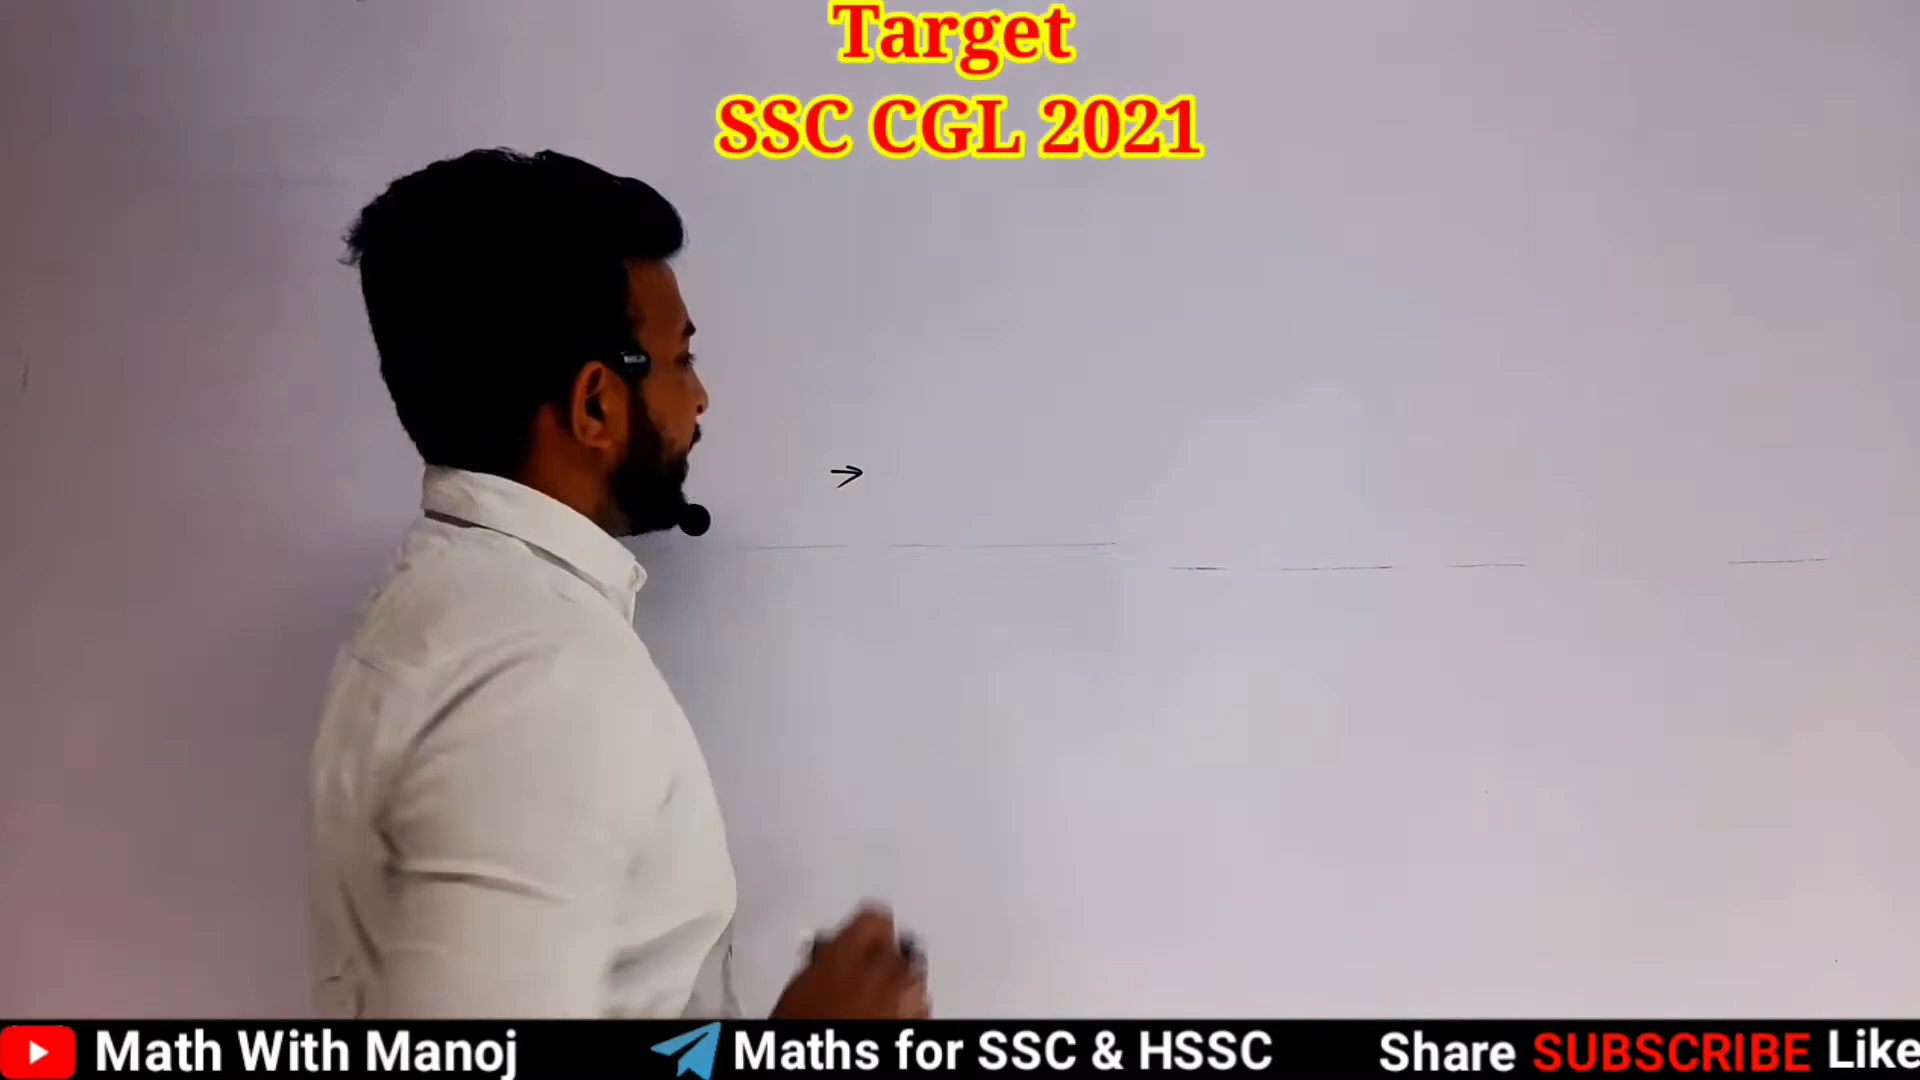 Target
SSC CGL 2021
→
Math With Manoj Maths for SSC & HSSC Share SUBSCRIBE Like